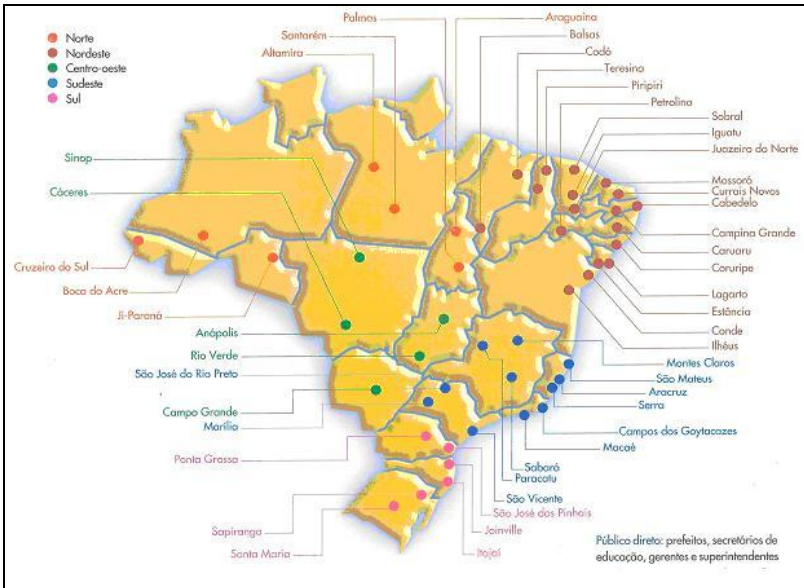 Norte
Nordeste
Centro-oeste
Sudeste
Sul
Palmas
Santarém
Altamira
Araguaina
Balsas
Codó
Teresina
Piripiri
Petrolina
Sobral
Iguatu
Juazeiro do Norte
Mossoró
Currais Novos
Cabedelo
Campina Grande
Caruaru
Coruripe
Lagarto
Estância
Conde
Ilhéus
Sinop
Cáceres
Cruzeiro do Sul
Boca do Acre
Ji-Paraná
Anápolis
Rio Verde
São José do Rio Preto
Campo Grande
Marília
Ponta Grossa
Sapiranga
Santa Maria
Montes Claros
São Mateus
Aracruz
Serra
Campos dos Goytacazes
Macaé
Sabará
Paracatu
São Vicente
São José dos Pinhais
Joinville
Itajaí
Público direto: prefeitos, secretários de
educação, gerentes e superintendentes